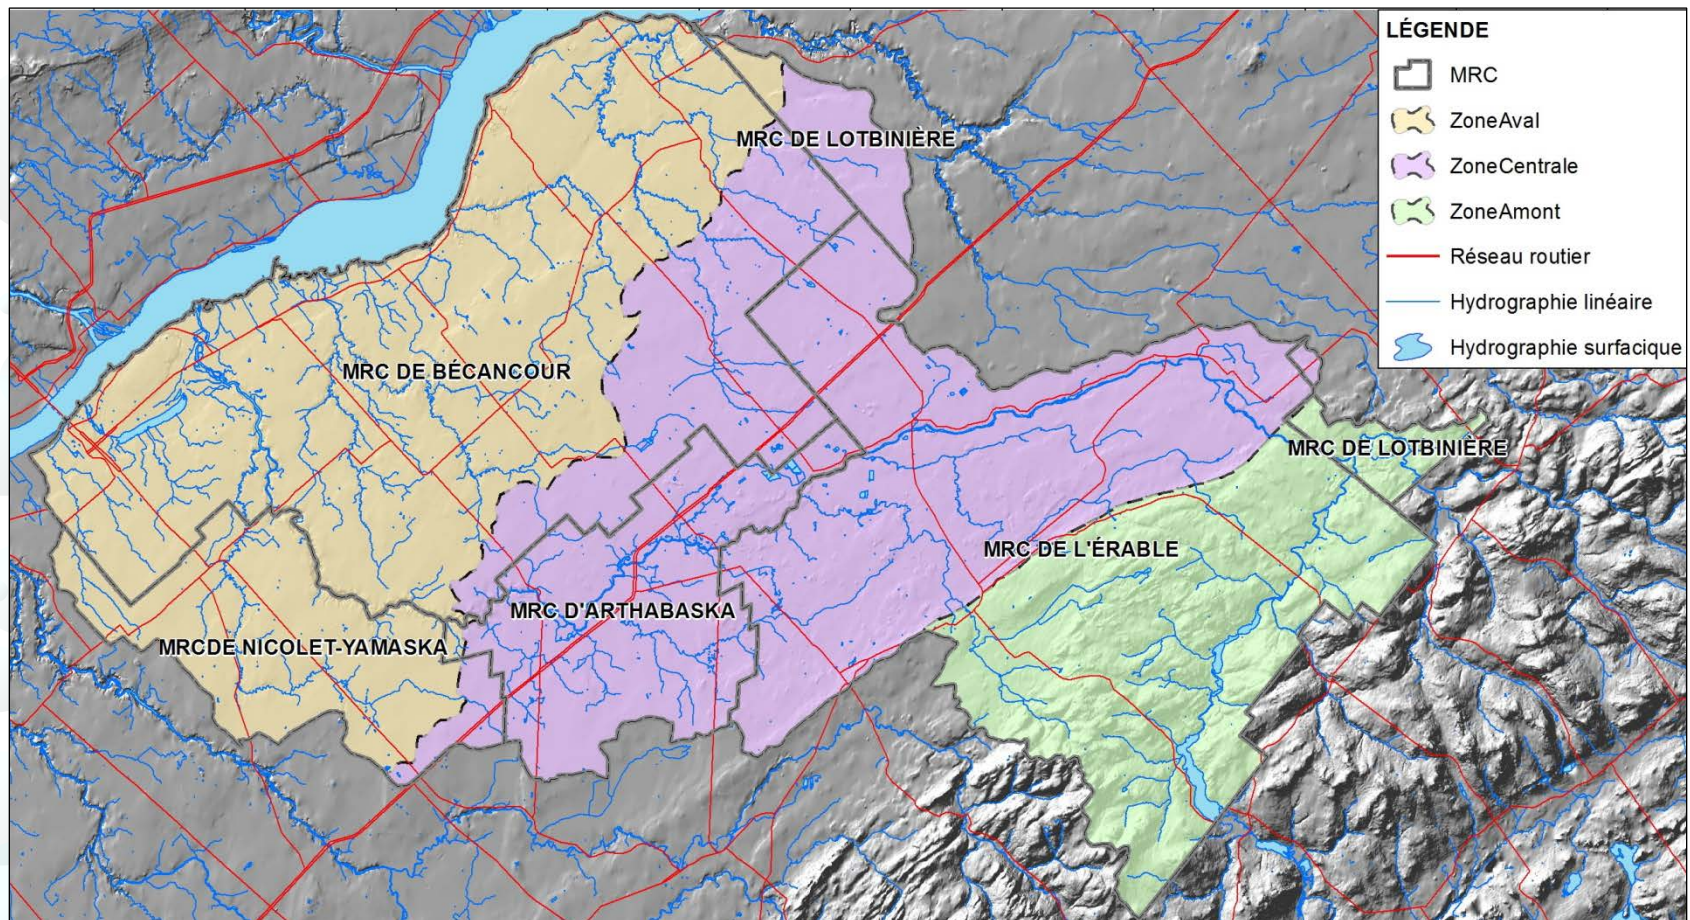 LÉGENDE
MRC
ZoneAval
ZoneCentrale
ZoneAmont
Réseau routier
Hydrographie linéaire
Hydrographie surfacique
MRC DE LOTBINIÈRE
MRC DE BÉCANCOUR
MRC DE LOTBINIÈRE
MRC DE L'ÉRABLE
MRC D'ARTHABASKA
MRCDE NICOLET-YAMASKA